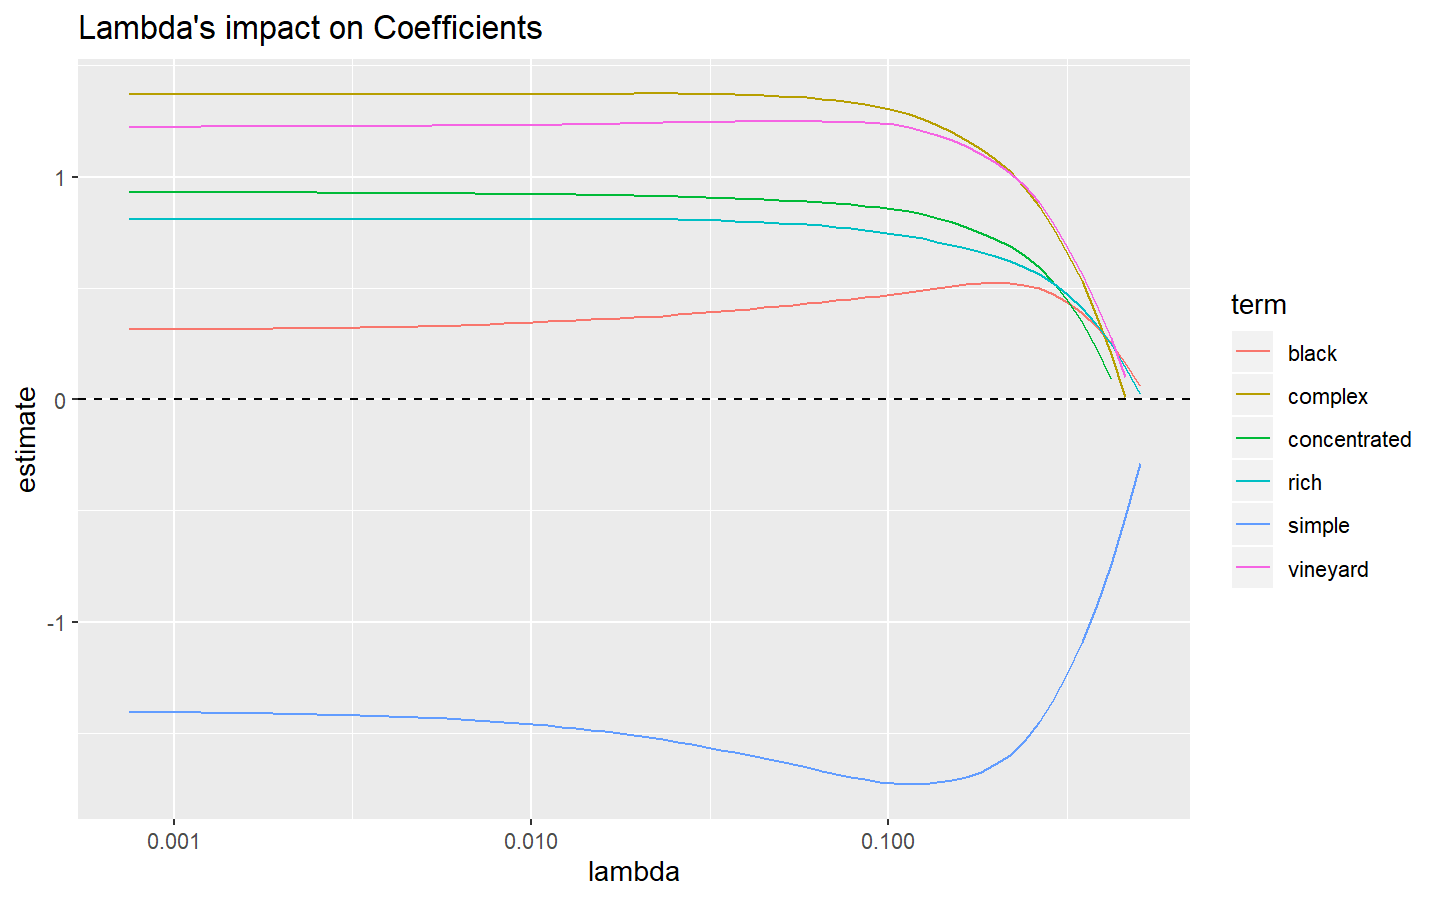 Lambda's impact on Coefficients
estimate
1
0
-1
0.001
0.010
0.100
lambda
term
black
complex
concentrated
rich
simple
vineyard